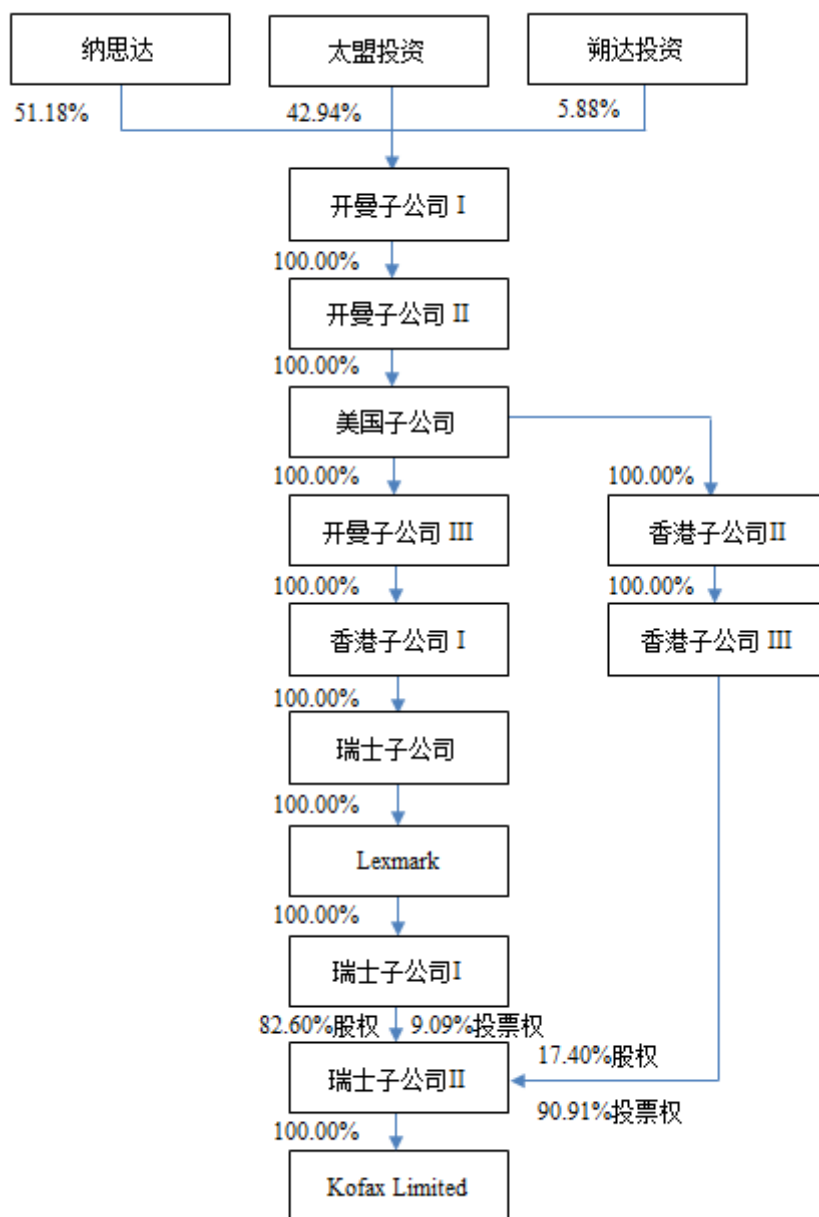 纳思达
太盟投资
朔达投资
51.18%
42.94%
5.88%
开曼子公司 I
100.00%
开曼子公司 II
100.00%
美国子公司
100.00%
100.00%
开曼子公司 III
香港子公司II
100.00%
100.00%
香港子公司 I
香港子公司 III
100.00%
瑞士子公司
100.00%
Lexmark
100.00%
瑞士子公司I
82.60%股权
9.09%投票权
17.40%股权
瑞士子公司II
90.91%投票权
100.00%
Kofax Limited